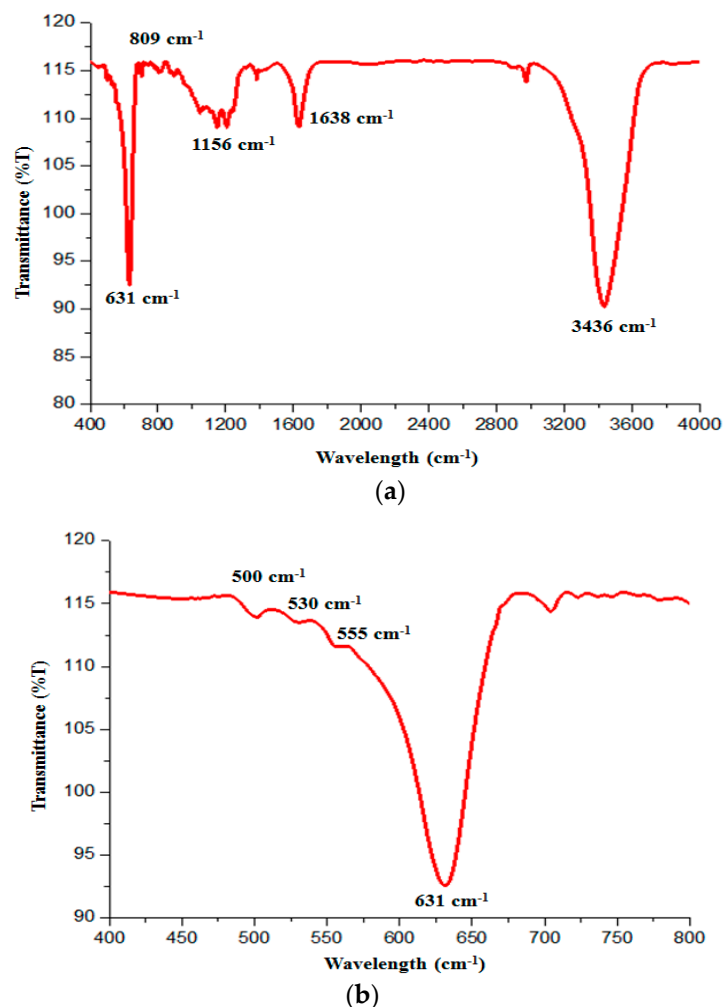 120
115
110
105
100
95
90
85
80
Transmittance (%T)
809 cm-1
1156 cm-1
1638 cm-1
631 cm-1
3436 cm-1
400 800 1200 1600 2000 2400 2800 3200 3600 4000
Wavelength (cm-1)
(a)
120
115
110
105
100
95
90
Transmittance (%T)
500 cm-1
530 cm-1
555 cm-1
631 cm-1
400 450 500 550 600 650 700 750 800
Wavelength (cm-1)
(b)